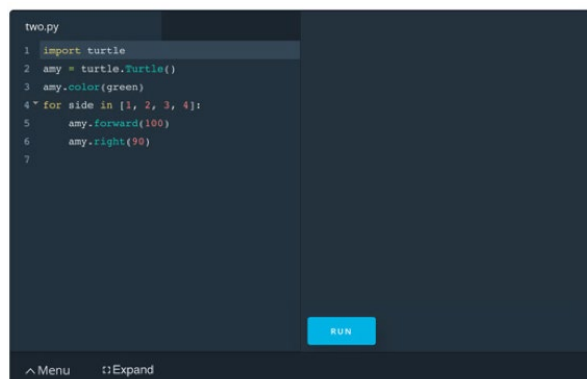 two.py
1 import turtle
2 amy = turtle.Turtle()
3 amy.color(green)
4 for side in [1, 2, 3, 4]:
5     amy.forward(100)
6     amy.right(90)
7
RUN
Menu
Expand